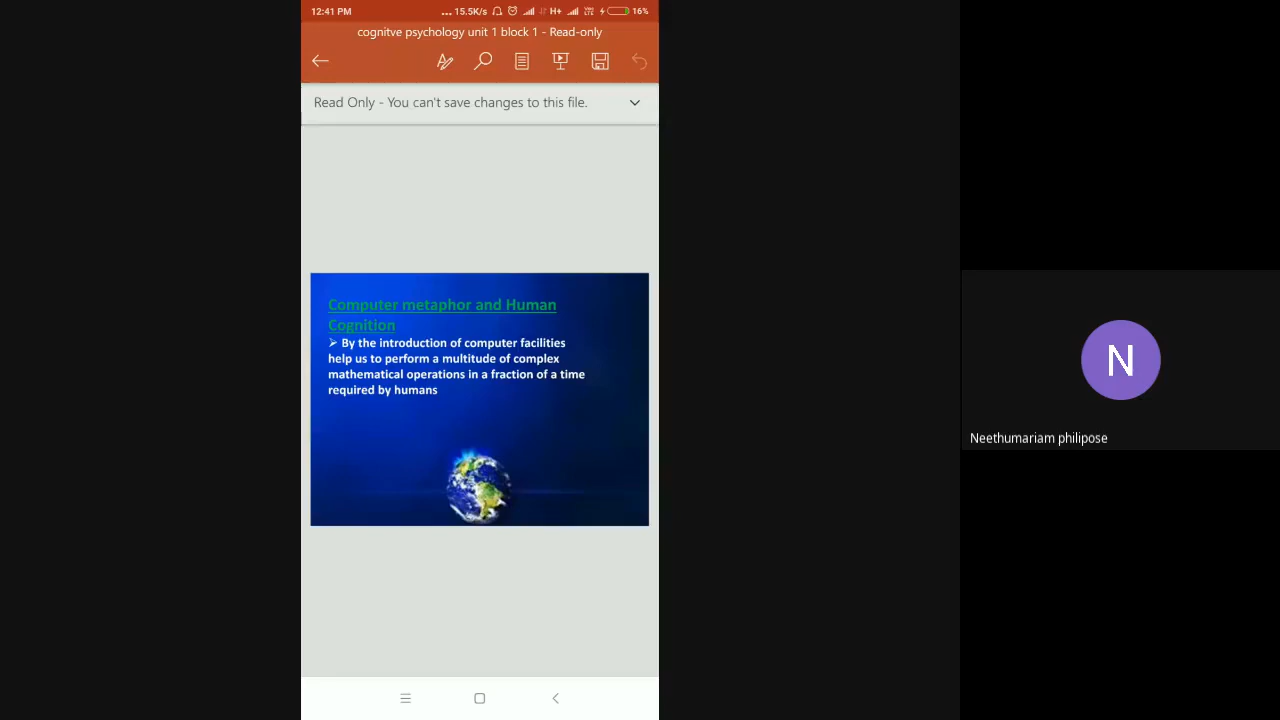 12:41 PM ... 15.5K/s H+ VoLTE 16%
cognitve psychology unit 1 block 1 - Read-only
Read Only - You can't save changes to this file.
Computer metaphor and Human
Cognition
➢ By the introduction of computer facilities
help us to perform a multitude of complex
mathematical operations in a fraction of a time
required by humans
N
Neethumariam philipose